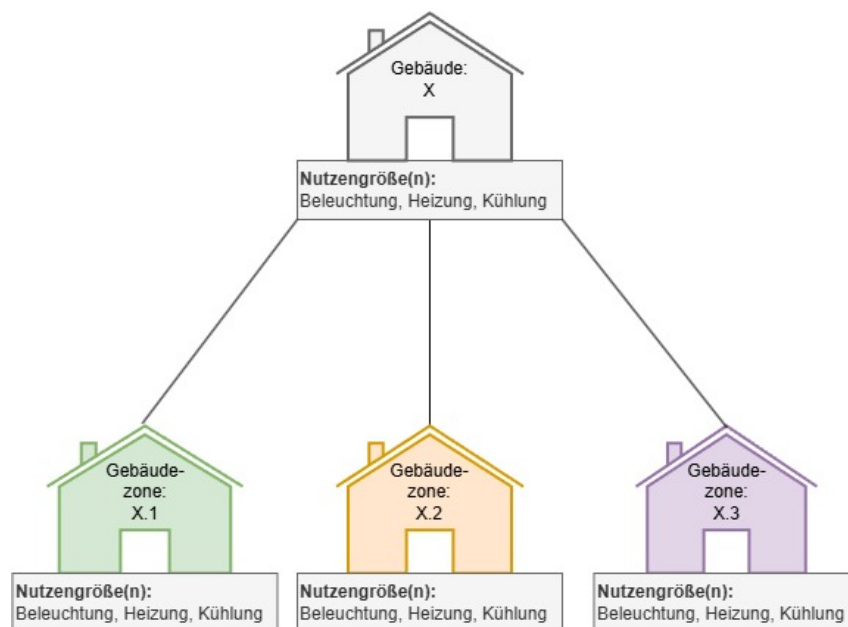 Gebäude:
X
Nutzengröße(n):
Beleuchtung, Heizung, Kühlung
Gebäude-
zone:
X.1
Nutzengröße(n):
Beleuchtung, Heizung, Kühlung
Gebäude-
zone:
X.2
Nutzengröße(n):
Beleuchtung, Heizung, Kühlung
Gebäude-
zone:
X.3
Nutzengröße(n):
Beleuchtung, Heizung, Kühlung